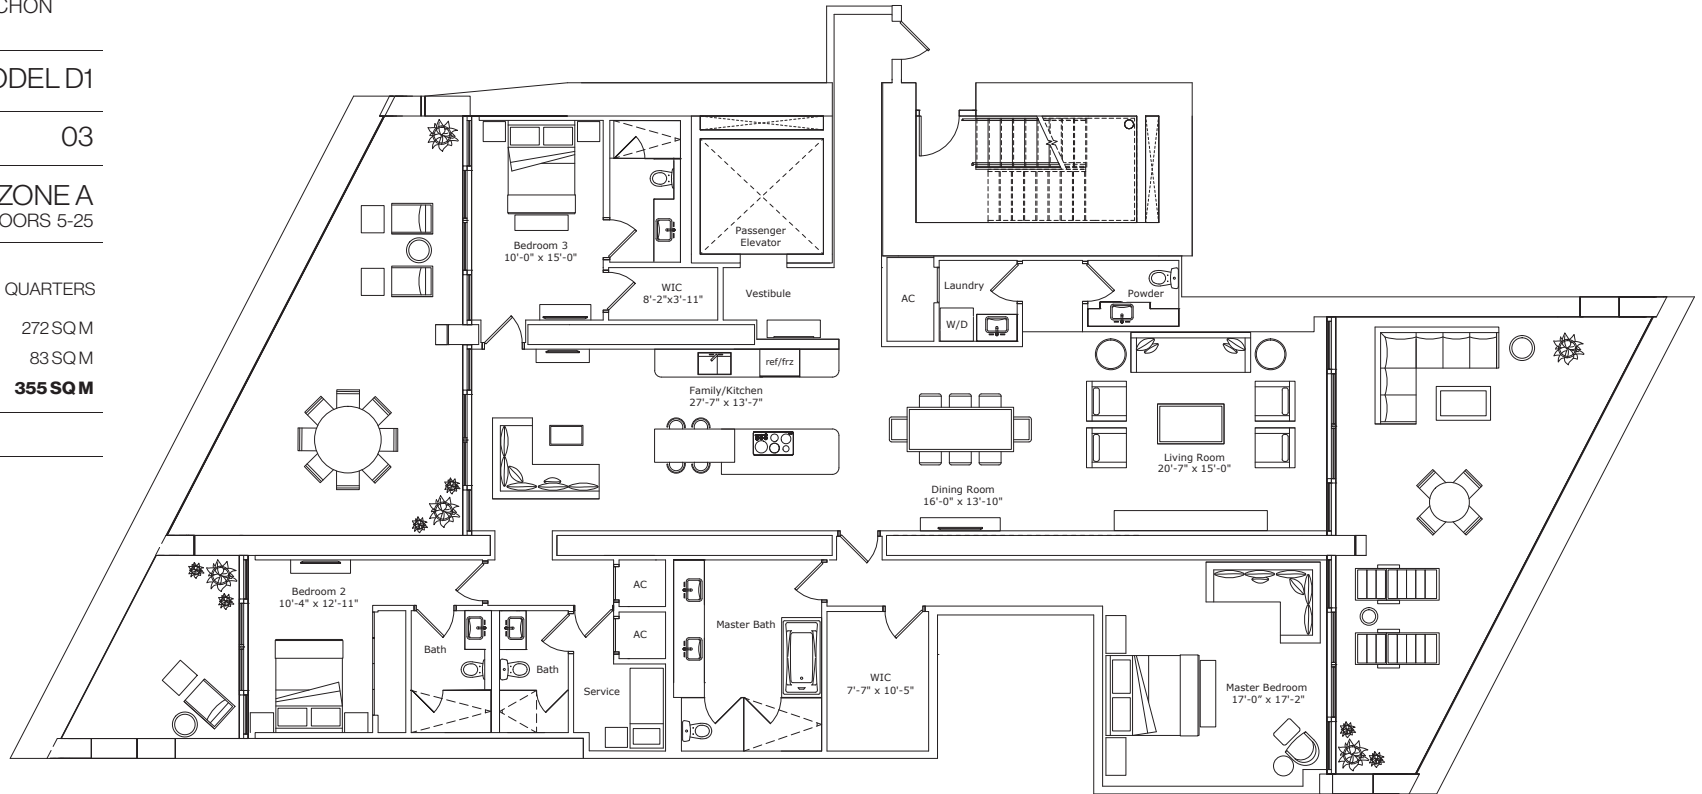 CHON
ODEL D1
03
ZONE A
OORS 5-25
QUARTERS
272 SQ M
83 SQ M
355 SQ M
Bedroom 3
10'-0" x 15'-0"
WIC
8'-2"x3'-11"
Passenger
Elevator
Vestibule
AC
Laundry
W/D
Powder
ref/frz
Family/Kitchen
27'-7" x 13'-7"
Dining Room
16'-0" x 13'-10"
Living Room
20'-7" x 15'-0"
Bedroom 2
10'-4" x 12'-11"
Bath
Bath
AC
AC
Service
Master Bath
WIC
7'-7" x 10'-5"
Master Bedroom
17'-0" x 17'-2"